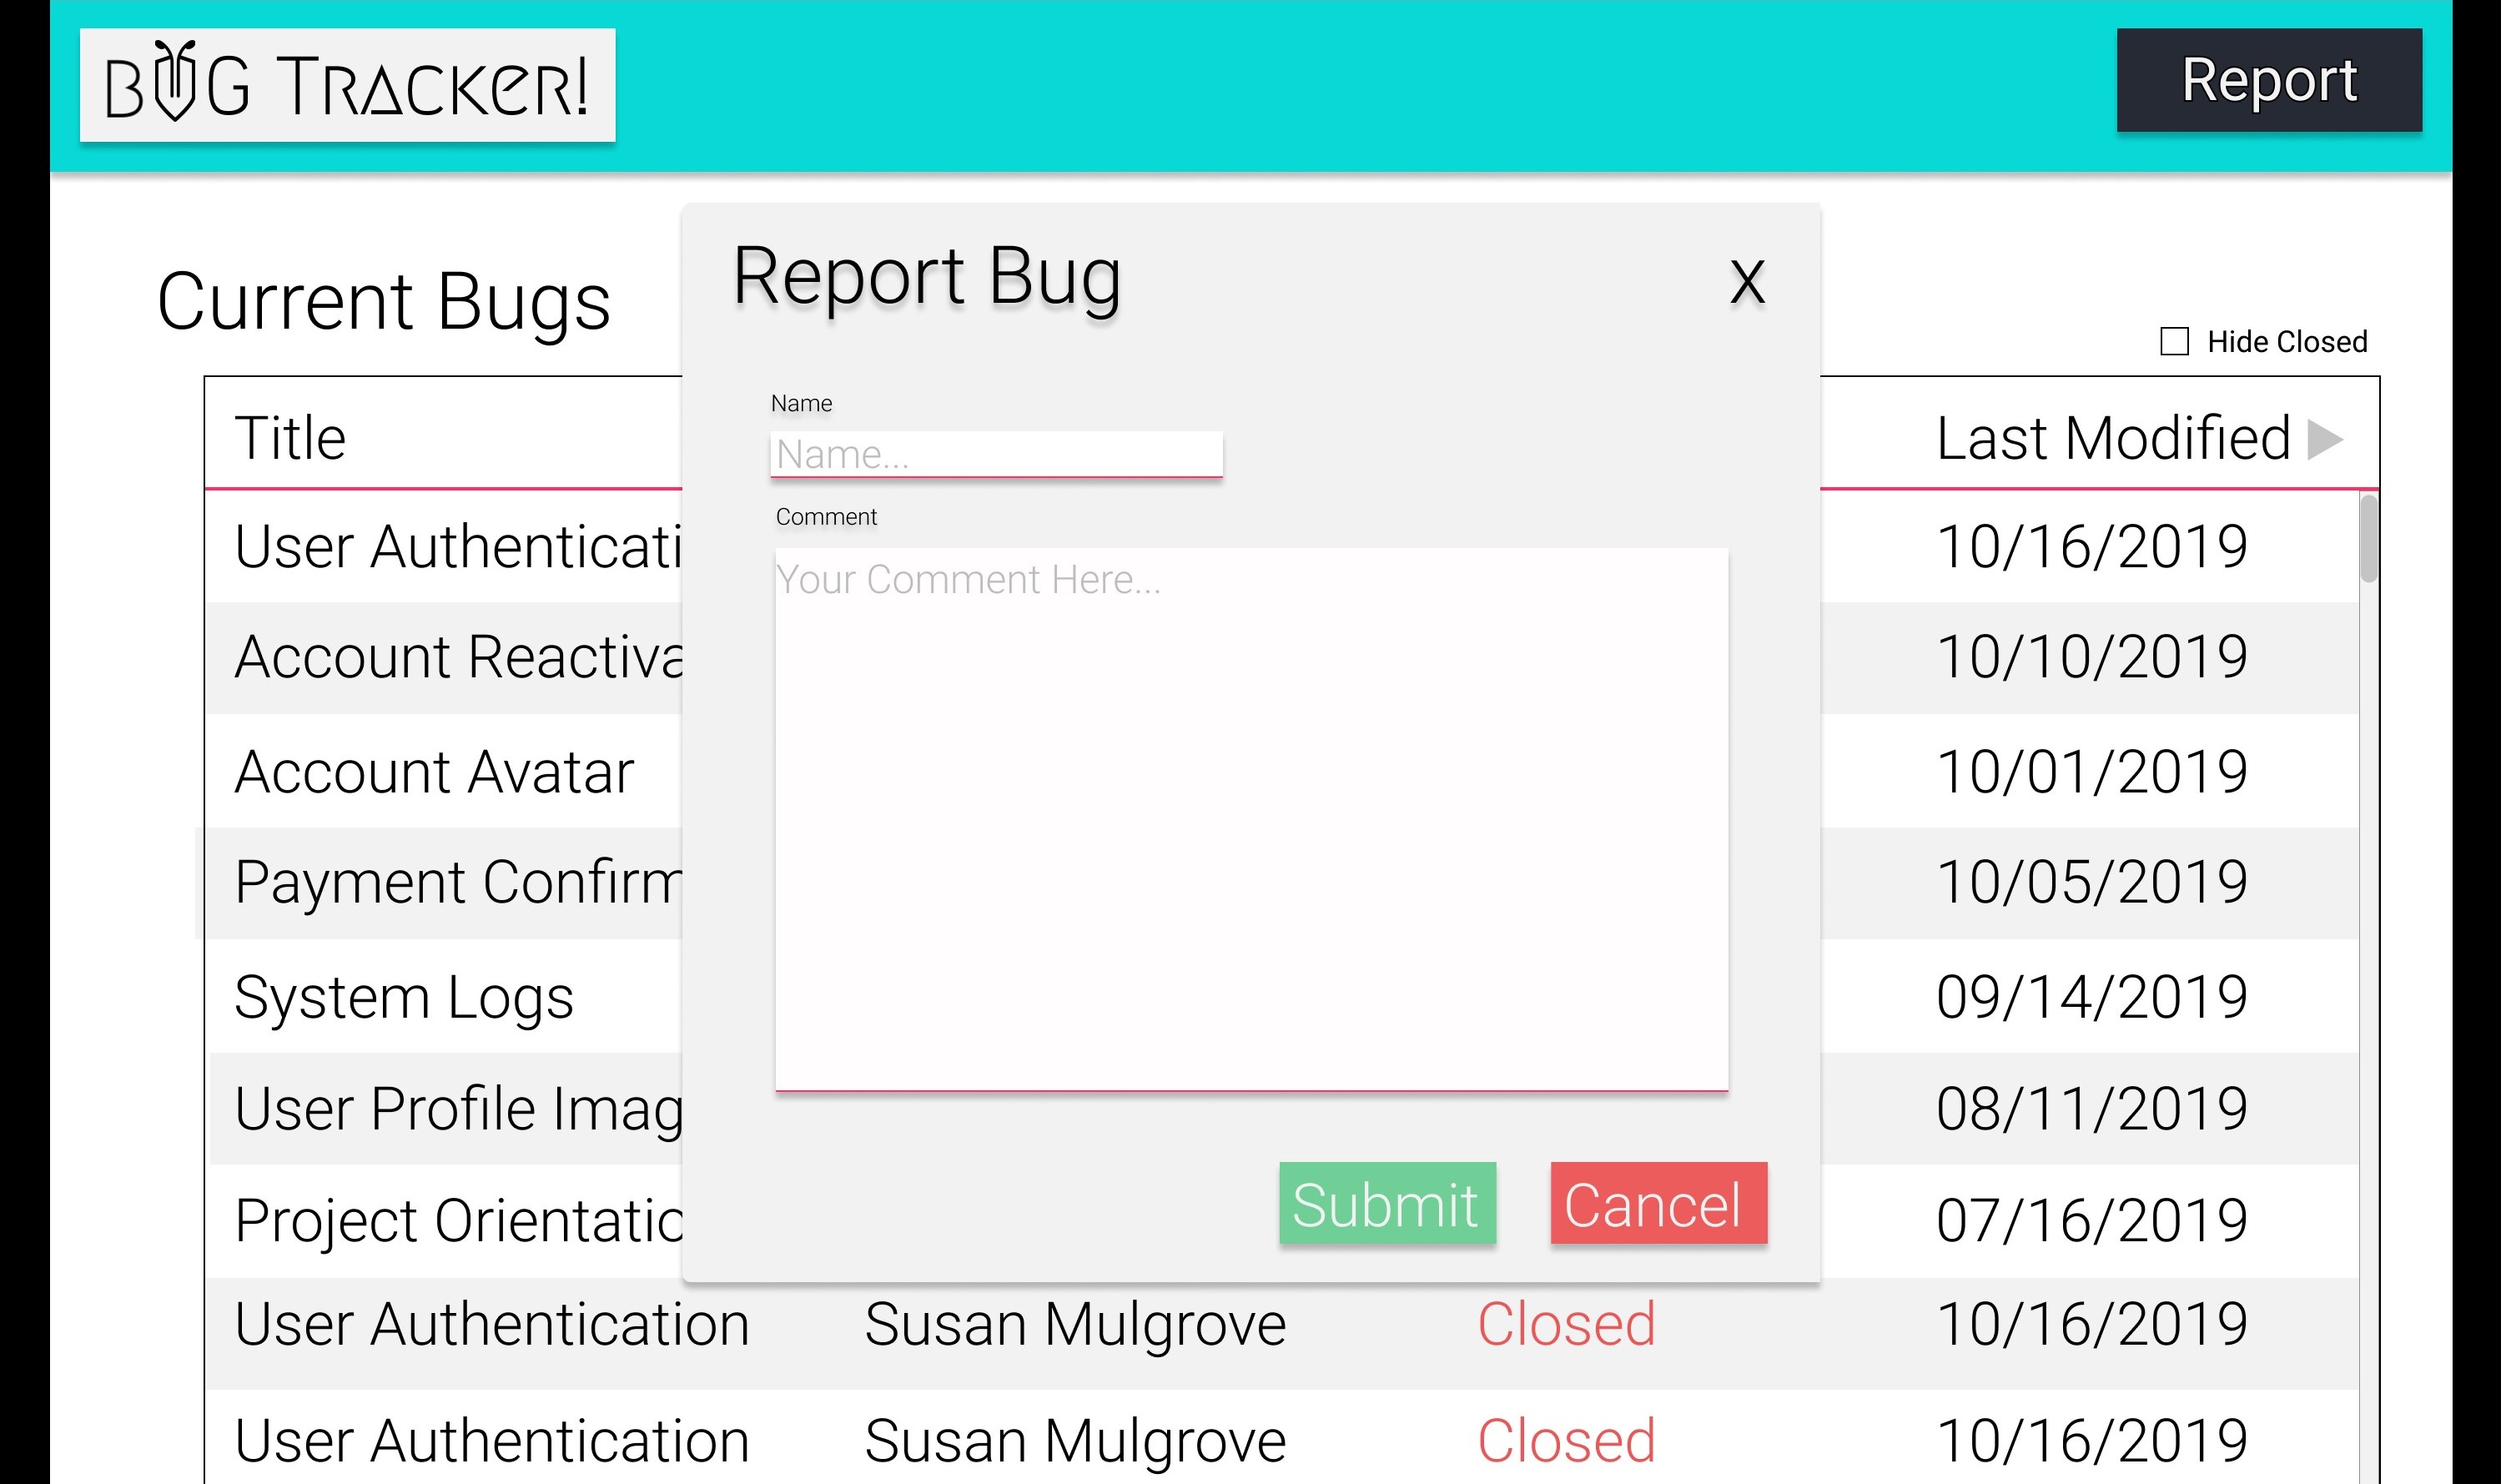 BUG TRACKER!
Report
Report Bug
X
Current Bugs
Hide Closed
Name
Name...
Comment
Your Comment Here...
Submit
Cancel
Title Last Modified
User Authenticati 10/16/2019
Account Reactiva 10/10/2019
Account Avatar 10/01/2019
Payment Confirm 10/05/2019
System Logs 09/14/2019
User Profile Imag 08/11/2019
Project Orientatio 07/16/2019
User Authentication Susan Mulgrove Closed 10/16/2019
User Authentication Susan Mulgrove Closed 10/16/2019